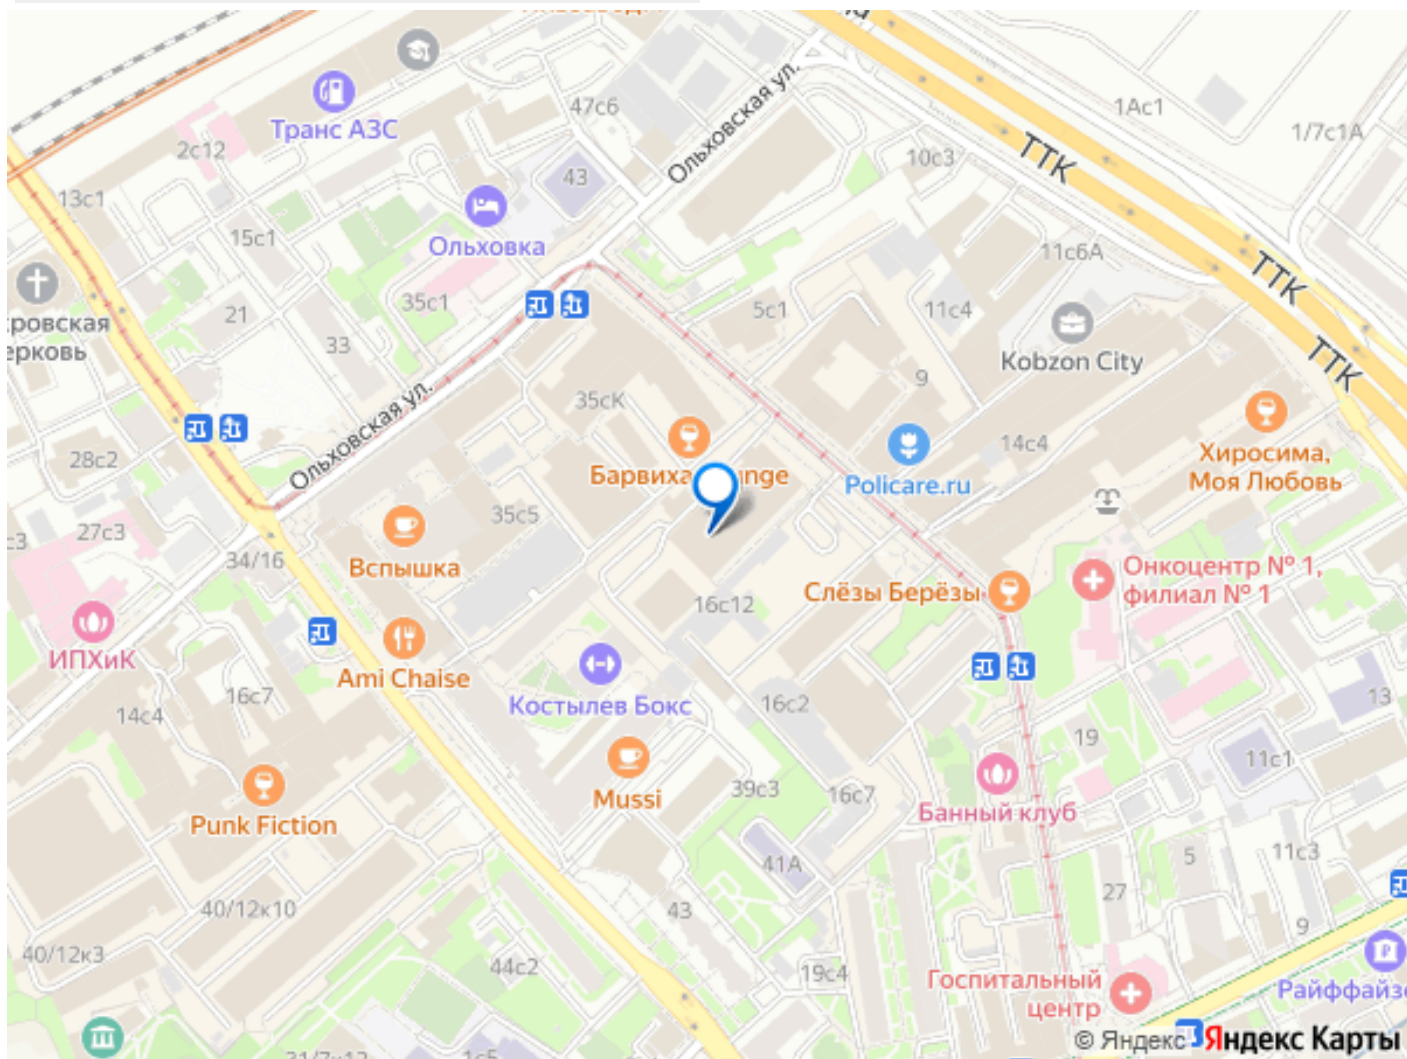 Транс АЗС
47с6
Ольховская ул.
1Ас1
1/7с1А
2с12
43
10с3
ТТК
13с1
Ольховка
15с1
11с6А
ТТК
35с1
5с1
11с4
21
ровская
ерковь
33
Kobzon City
ТТК
9
35сК
Ольховская ул.
28с2
Барвиха
nge
Policare.ru
14с4
Хиросима,
Моя Любовь
35с5
27с3
с3
34/16
Вспышка
Слёзы Берёзы
Онкоцентр № 1,
филиал № 1
16с12
ИПХиК
Ami Chaise
Костылев Бокс
16с7
14с4
16с2
13
19
11с1
Mussi
39с3
16с7
Банный клуб
Punk Fiction
41А
5
11с3
27
40/12к10
43
9
40/12к3
44с2
19с4
Госпитальный
центр
Райффайз
31/7к12
1с5
© Яндекс
Яндекс Карты